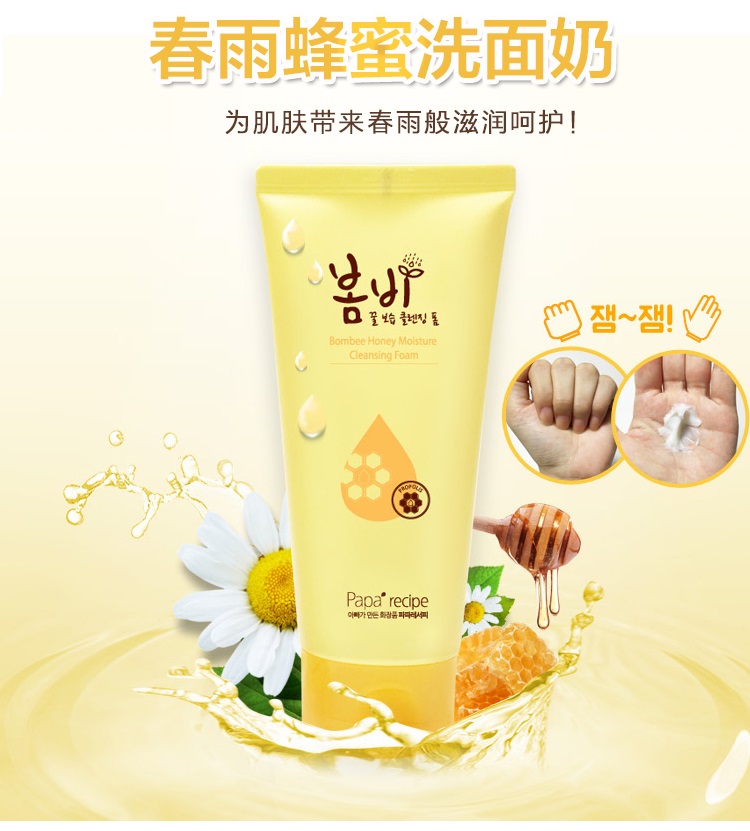 春雨蜂蜜洗面奶
为肌肤带来春雨般滋润呵护!
봄비
꿀 보습 클렌징 폼
Bombee Honey Moisture
Cleansing Foam
잼~잼!
PROPOLIS
Papa recipe
아빠가 만든 화장품 파파레서피